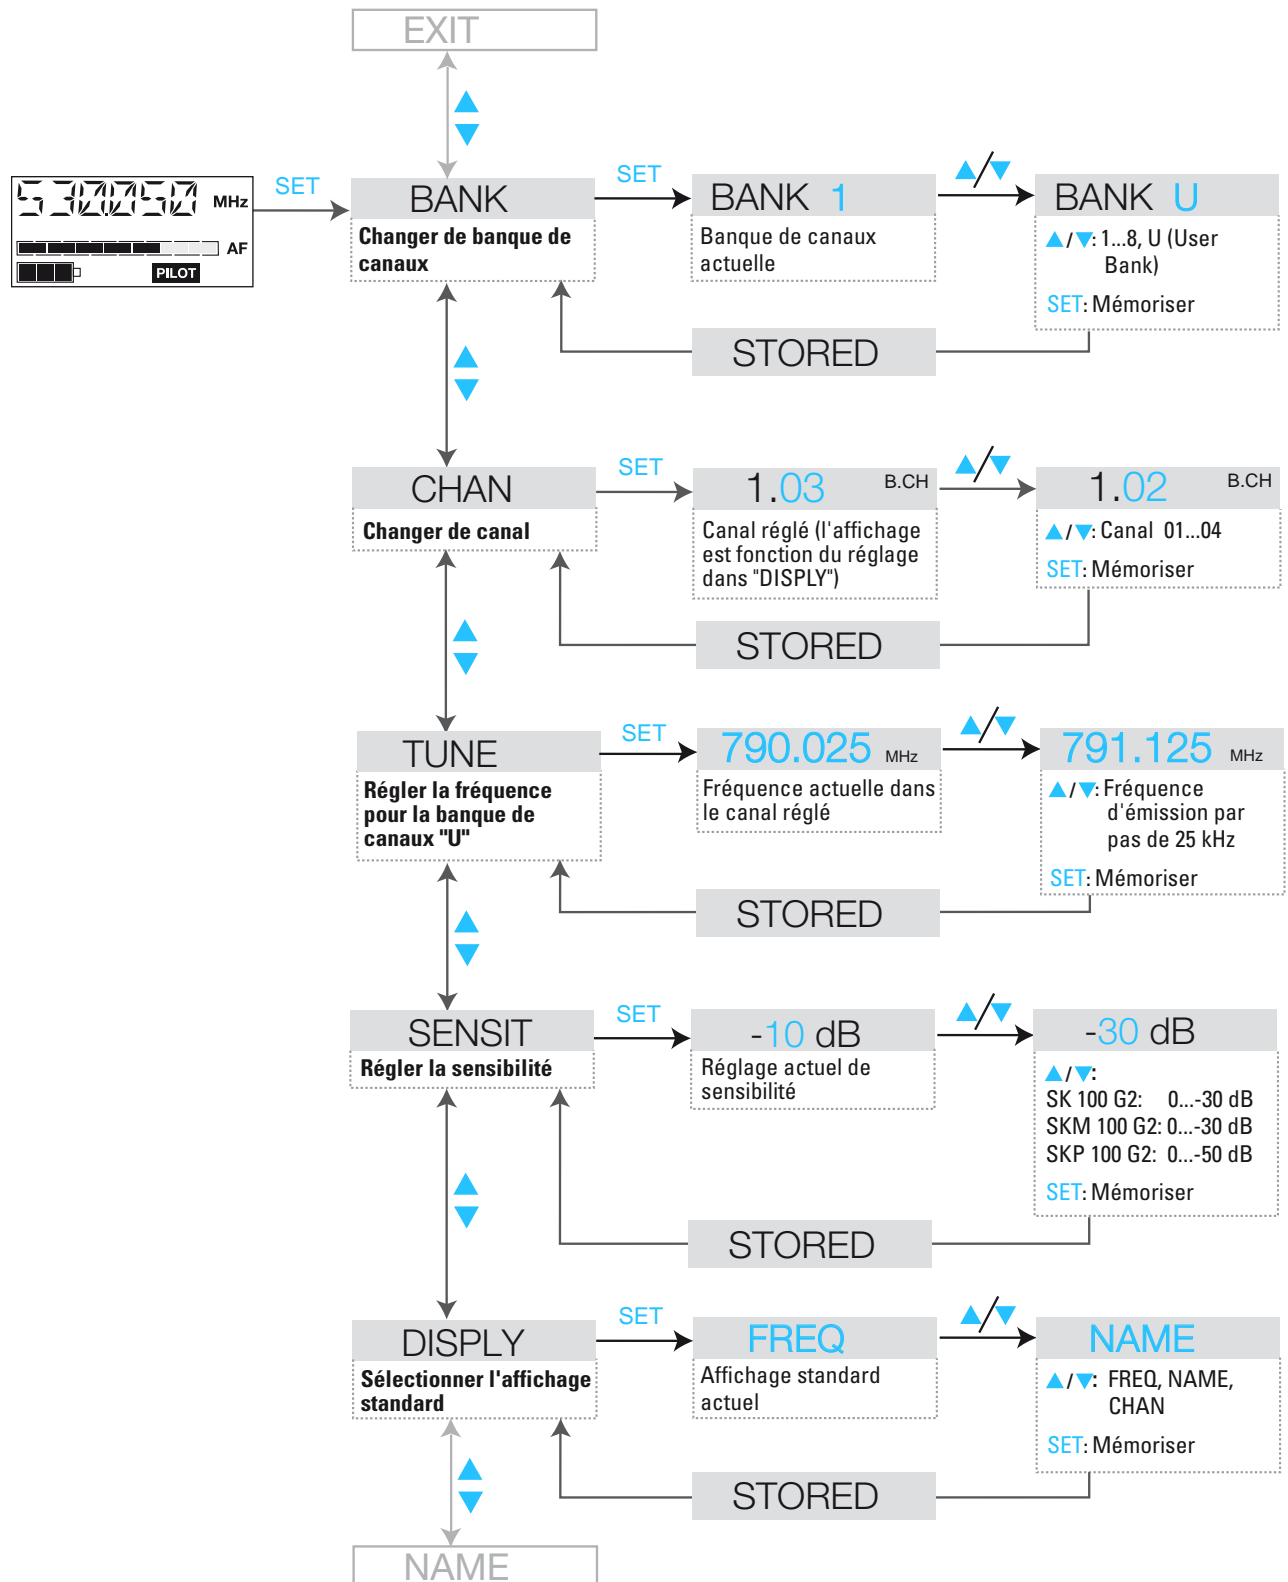 EXIT
530.050 MHz
AF
PILOT
SET
BANK
Changer de banque de
canaux
SET
BANK 1
Banque de canaux
actuelle
BANK U
▲/▼: 1...8, U (User
Bank)
SET: Mémoriser
STORED
CHAN
Changer de canal
SET
1.03 B.CH
Canal réglé (l'affichage
est fonction du réglage
dans "DISPLY")
1.02 B.CH
▲/▼: Canal 01...04
SET: Mémoriser
STORED
TUNE
Régler la fréquence
pour la banque de
canaux "U"
SET
790.025 MHz
Fréquence actuelle dans
le canal réglé
791.125 MHz
▲/▼: Fréquence
d'émission par
pas de 25 kHz
SET: Mémoriser
STORED
SENSIT
Régler la sensibilité
SET
-10 dB
Réglage actuel de
sensibilité
-30 dB
▲/▼:
SK 100 G2: 0...-30 dB
SKM 100 G2: 0...-30 dB
SKP 100 G2: 0...-50 dB
SET: Mémoriser
STORED
DISPLY
Sélectionner l'affichage
standard
SET
FREQ
Affichage standard
actuel
NAME
▲/▼: FREQ, NAME,
CHAN
SET: Mémoriser
STORED
NAME